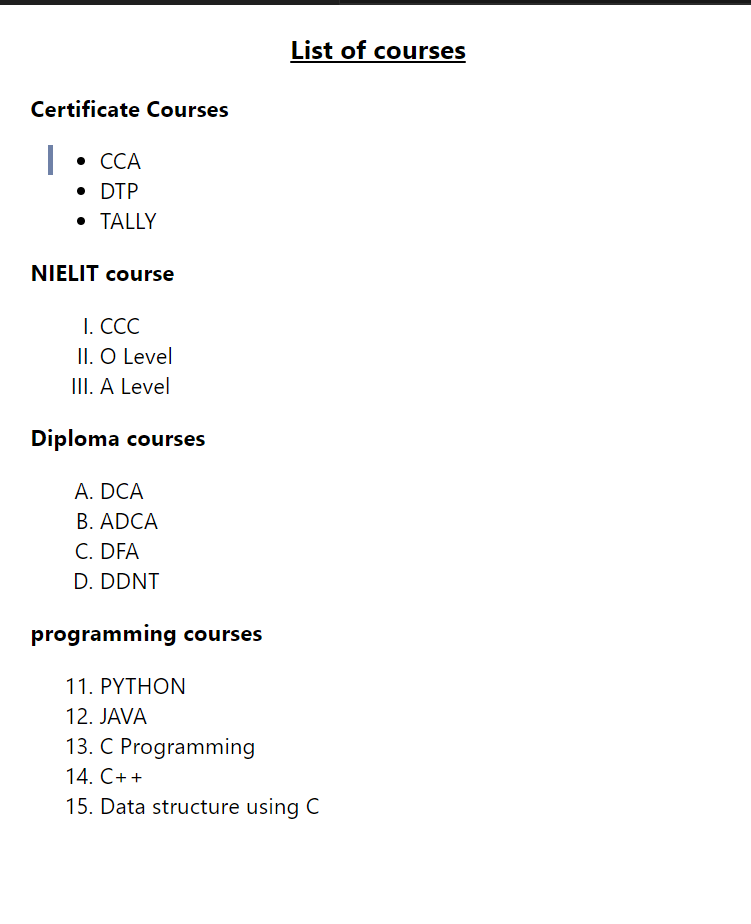 List of courses
Certificate Courses
• CCA
• DTP
• TALLY
NIELIT course
I. CCC
II. O Level
III. A Level
Diploma courses
A. DCA
B. ADCA
C. DFA
D. DDNT
programming courses
11. PYTHON
12. JAVA
13. C Programming
14. C++
15. Data structure using C